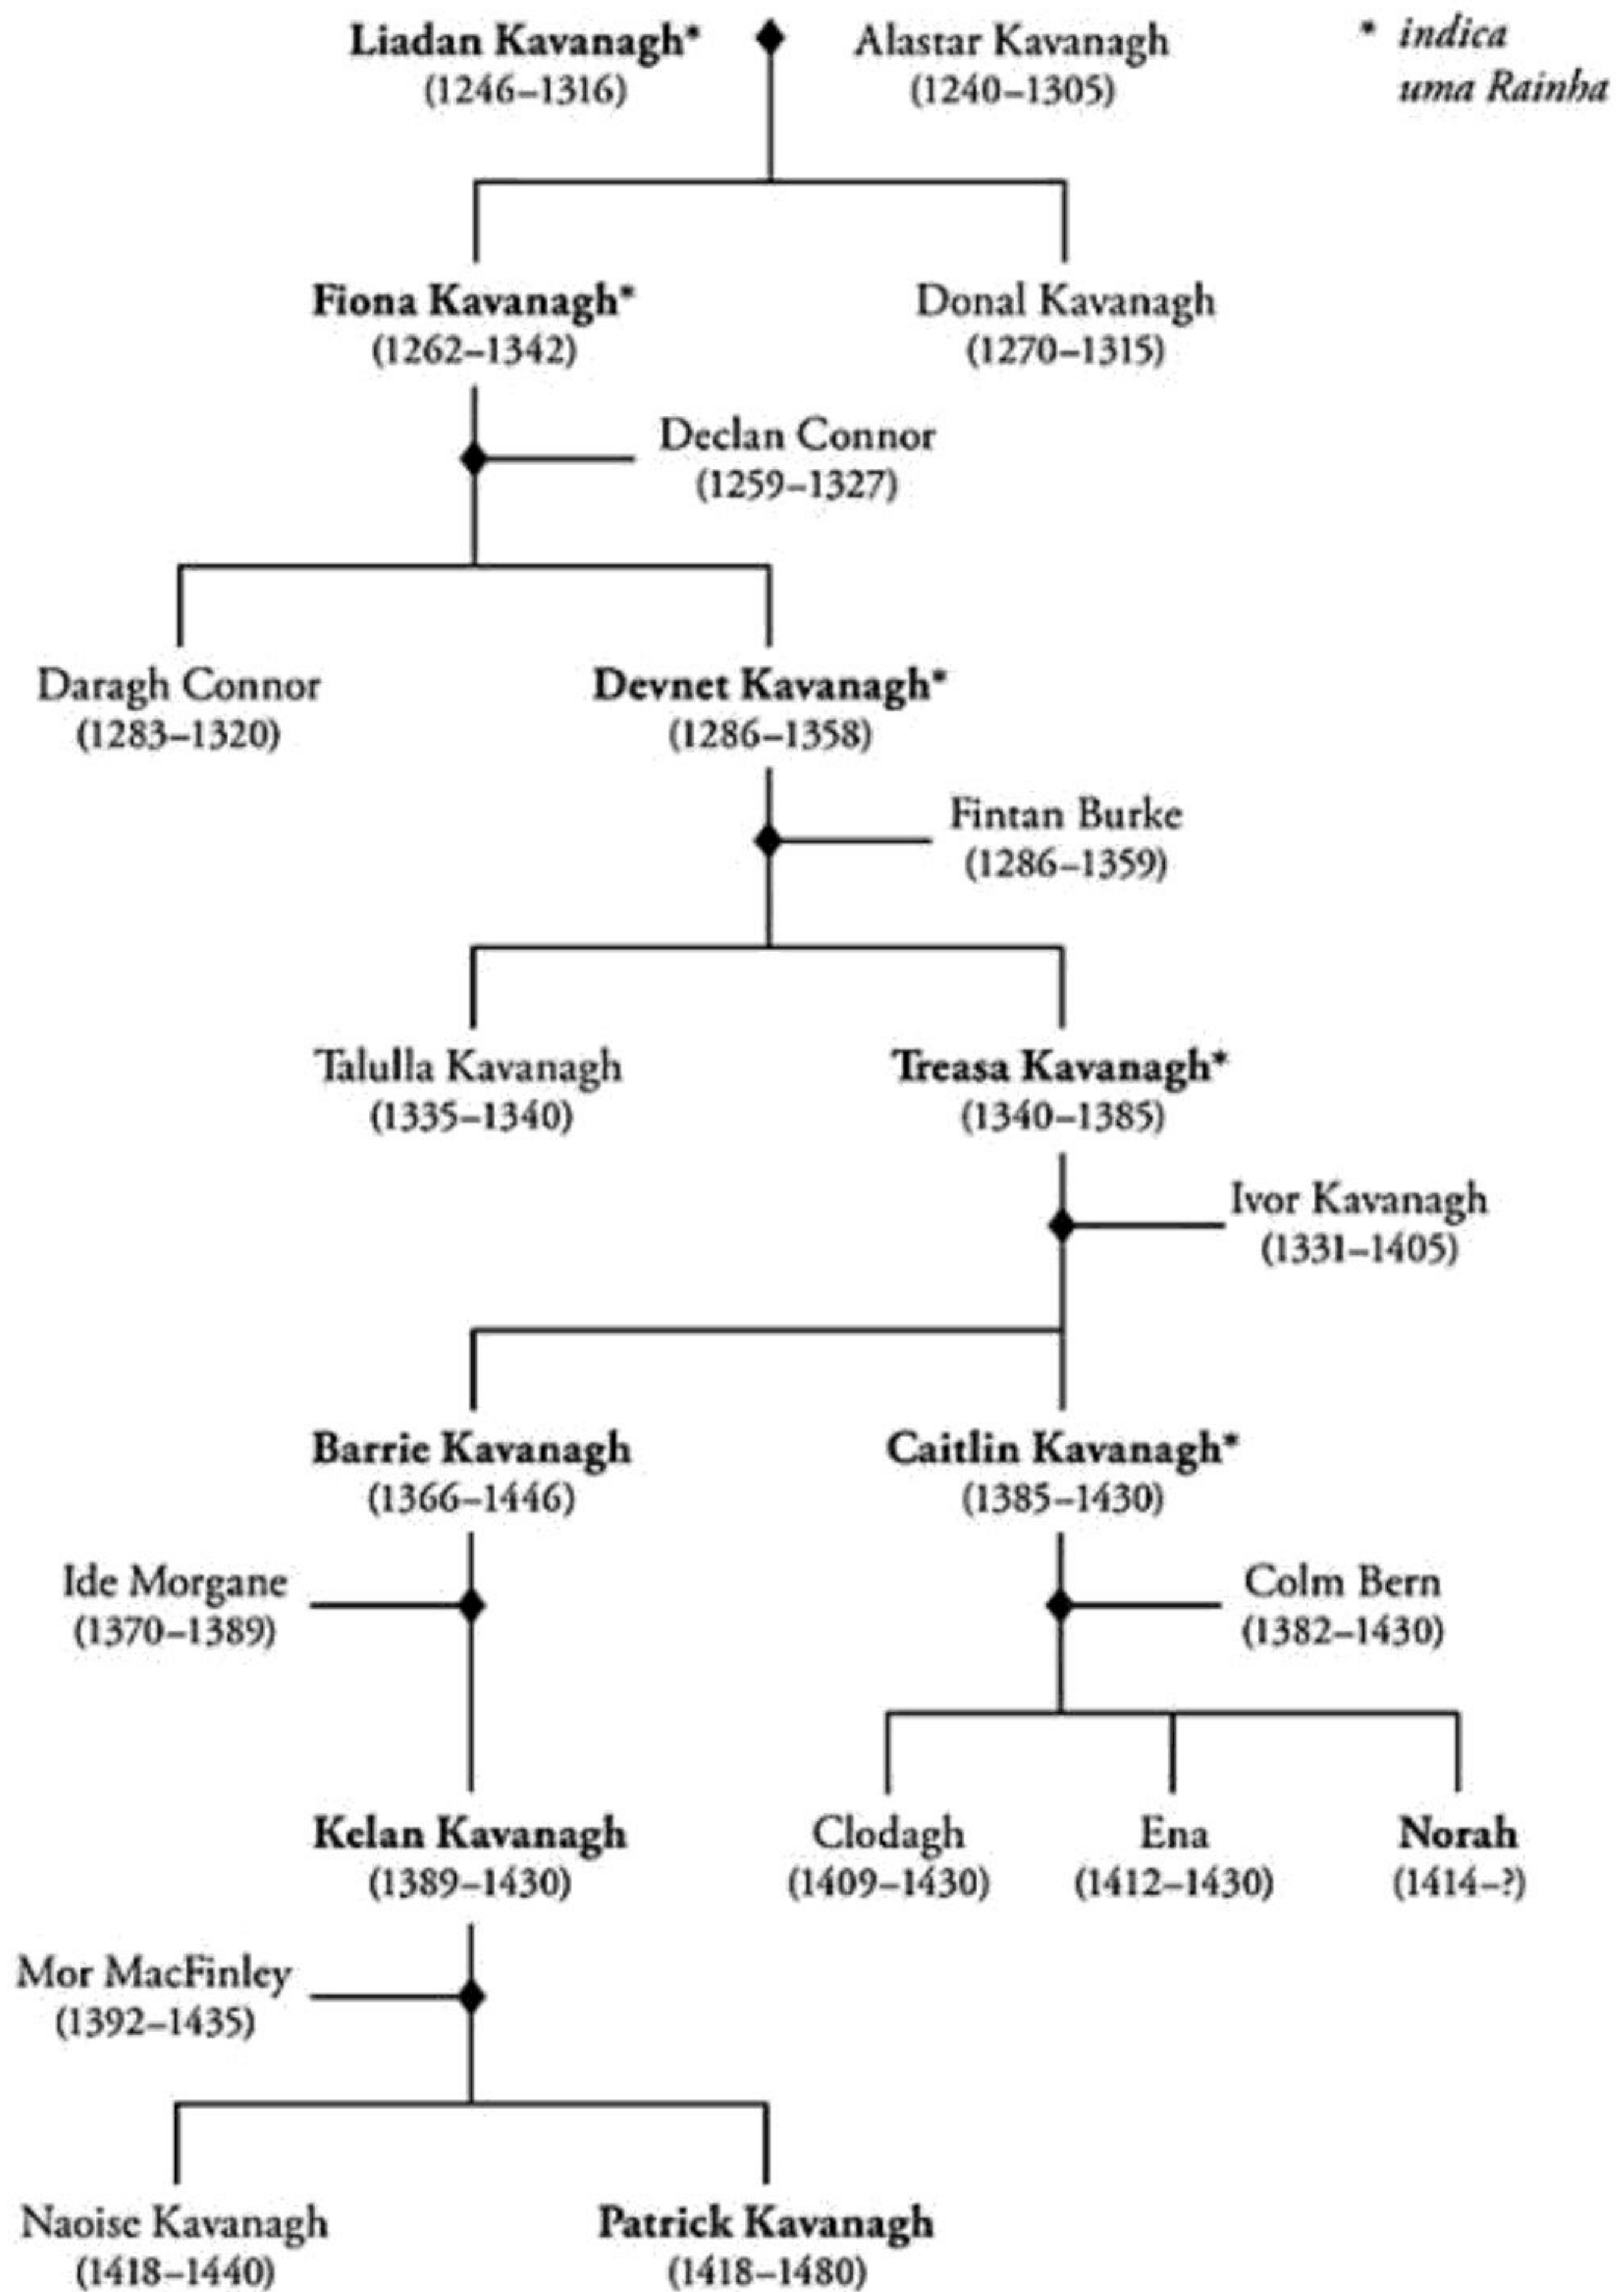 Liadan Kavanagh*
(1246–1316)
Alastar Kavanagh
(1240–1305)
* indica
uma Rainha
Fiona Kavanagh*
(1262–1342)
Donal Kavanagh
(1270–1315)
Declan Connor
(1259–1327)
Daragh Connor
(1283–1320)
Devnet Kavanagh*
(1286–1358)
Fintan Burke
(1286–1359)
Talulla Kavanagh
(1335–1340)
Treasa Kavanagh*
(1340–1385)
Ivor Kavanagh
(1331–1405)
Barrie Kavanagh
(1366–1446)
Caitlin Kavanagh*
(1385–1430)
Ide Morgane
(1370–1389)
Colm Bern
(1382–1430)
Kelan Kavanagh
(1389–1430)
Clodagh
(1409–1430)
Ena
(1412–1430)
Norah
(1414–?)
Mor MacFinley
(1392–1435)
Naoise Kavanagh
(1418–1440)
Patrick Kavanagh
(1418–1480)